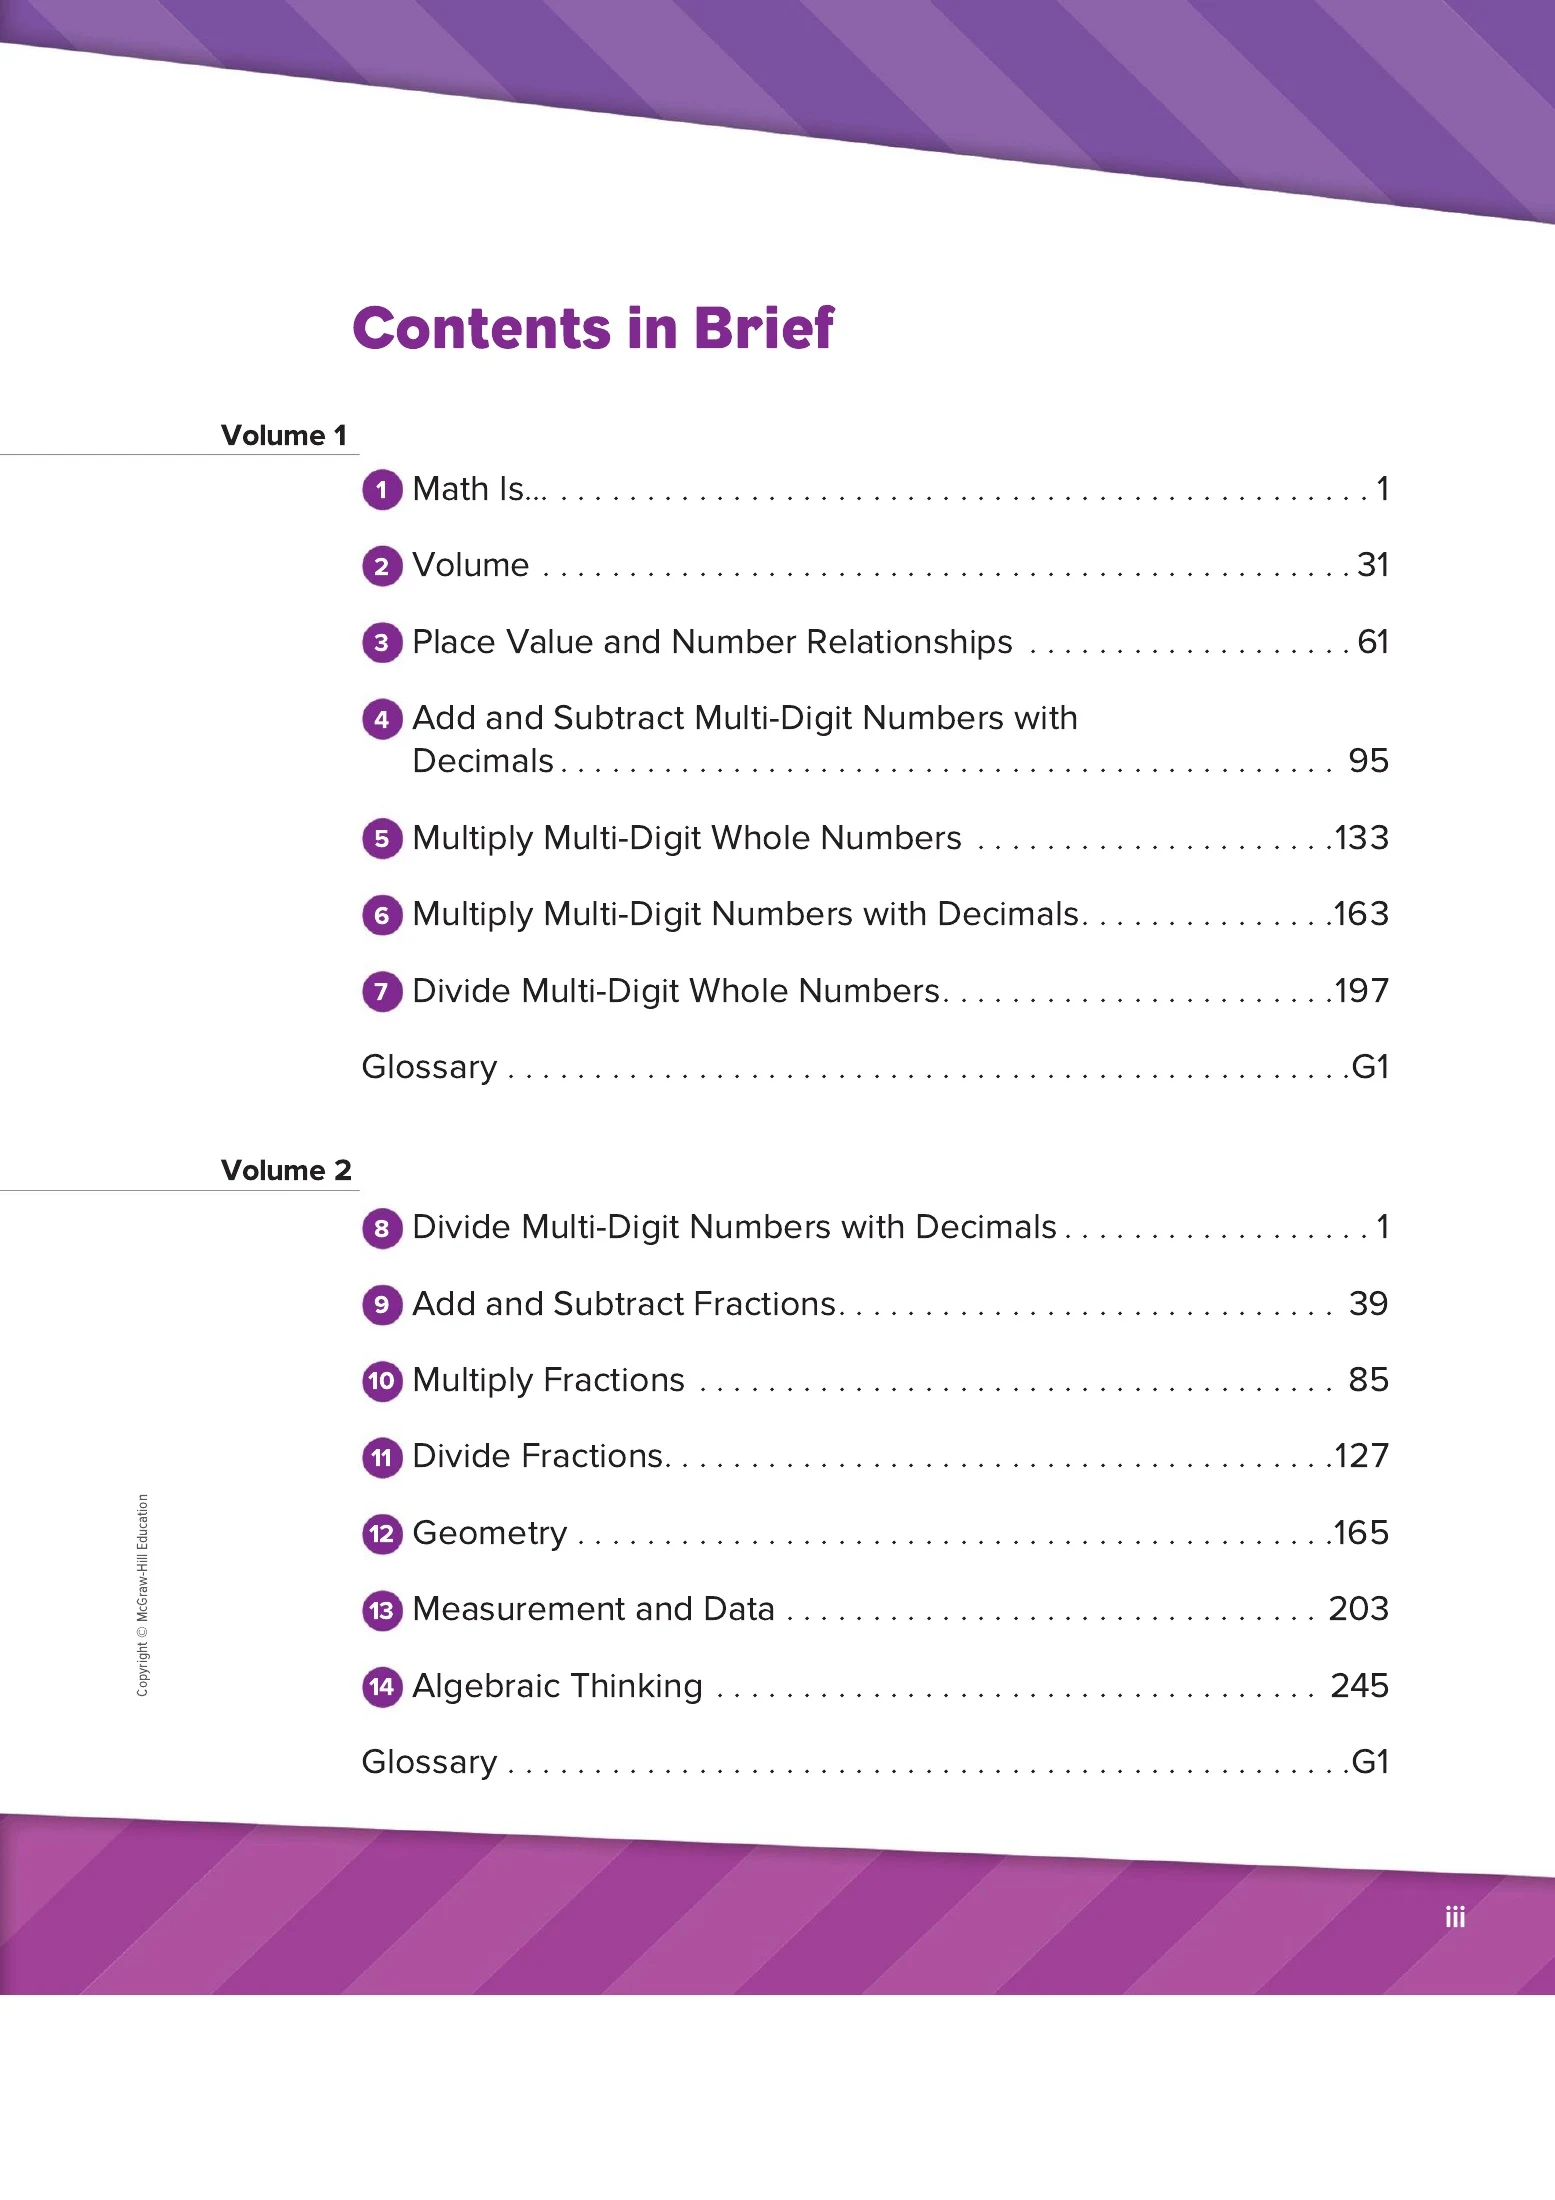 Contents in Brief
Volume 1
1 Math Is... . . . . . . . . . . . . . . . . . . . . . . . . . . . . . . . . . . . . . . . . . . . . . . . 1
2 Volume . . . . . . . . . . . . . . . . . . . . . . . . . . . . . . . . . . . . . . . . . . . . . . . 31
3 Place Value and Number Relationships . . . . . . . . . . . . . . . . . . . 61
4 Add and Subtract Multi-Digit Numbers with
Decimals . . . . . . . . . . . . . . . . . . . . . . . . . . . . . . . . . . . . . . . . . . . . . 95
5 Multiply Multi-Digit Whole Numbers . . . . . . . . . . . . . . . . . . . . .133
6 Multiply Multi-Digit Numbers with Decimals. . . . . . . . . . . . . . .163
7 Divide Multi-Digit Whole Numbers. . . . . . . . . . . . . . . . . . . . . . .197
Glossary . . . . . . . . . . . . . . . . . . . . . . . . . . . . . . . . . . . . . . . . . . . . . . . . .G1
Volume 2
8 Divide Multi-Digit Numbers with Decimals . . . . . . . . . . . . . . . . . . 1
9 Add and Subtract Fractions. . . . . . . . . . . . . . . . . . . . . . . . . . . . . 39
10 Multiply Fractions . . . . . . . . . . . . . . . . . . . . . . . . . . . . . . . . . . . . . 85
11 Divide Fractions. . . . . . . . . . . . . . . . . . . . . . . . . . . . . . . . . . . . . . .127
12 Geometry . . . . . . . . . . . . . . . . . . . . . . . . . . . . . . . . . . . . . . . . . . . .165
13 Measurement and Data . . . . . . . . . . . . . . . . . . . . . . . . . . . . . . . 203
14 Algebraic Thinking . . . . . . . . . . . . . . . . . . . . . . . . . . . . . . . . . . . 245
Glossary . . . . . . . . . . . . . . . . . . . . . . . . . . . . . . . . . . . . . . . . . . . . . . . . .G1
Copyright © McGraw-Hill Education
iii